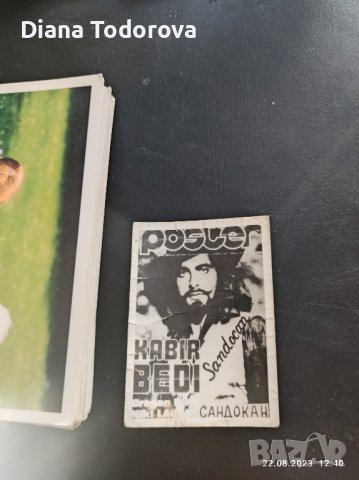 Diana Todorova
poster
KABIR
BEDI
Sandocan
САНДОКАН
Bazar
22.08.2023 12:40